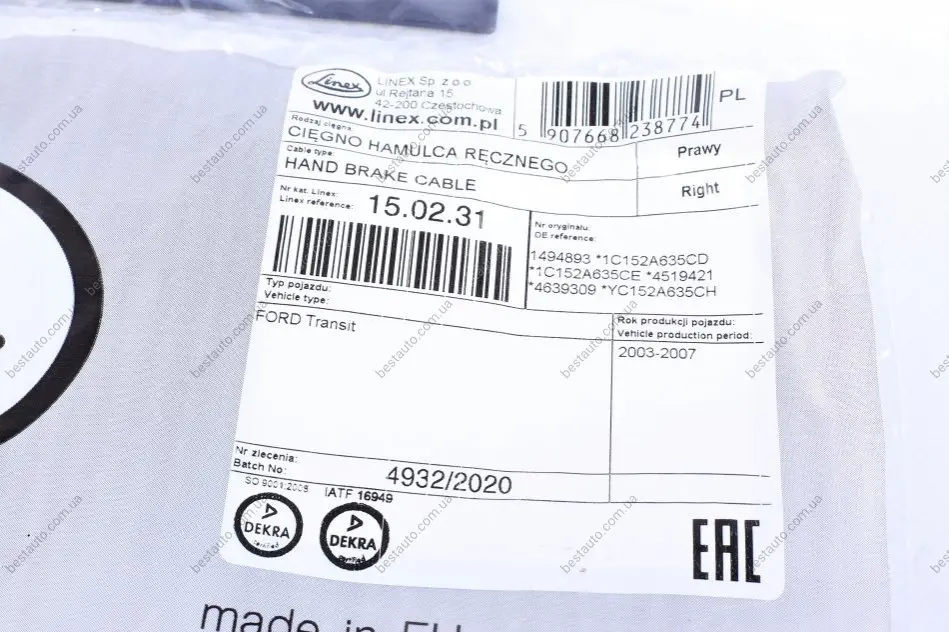 Linex
LINEX Sp. z o.o.
ul Rejtana 15
42-200 Częstochowa
www.linex.com.pl
5 907668 238774
PL
Rodzaj cięgna:
CIĘGNO HAMULCA RĘCZNEGO
Prawy
Cable type:
HAND BRAKE CABLE
Right
Nr kat. Linex:
Linex reference:
15.02.31
Nr oryginału:
OE reference:
1494893 *1C152A635CD
*1C152A635CE *4519421
*4639309 *YC152A635CH
Typ pojazdu:
Vehicle type:
FORD Transit
Rok produkcji pojazdu:
Vehicle production period:
2003-2007
Nr zlecenia:
Batch No:
4932/2020
ISO 9001:2008
IATF 16949
DEKRA
DEKRA
EAC
made in EU
bestauto.com.ua